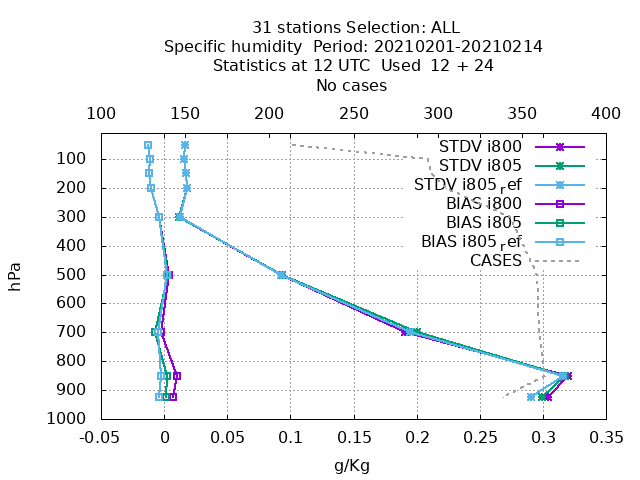 31 stations Selection: ALL
Specific humidity  Period: 20210201-20210214
Statistics at 12 UTC  Used  12 + 24
No cases
100 150 200 250 300 350 400
STDV i800
STDV i805
STDV i805ref
BIAS i800
BIAS i805
BIAS i805ref
CASES
100
200
300
400
500
600
700
800
900
1000
hPa
-0.05 0 0.05 0.1 0.15 0.2 0.25 0.3 0.35
g/Kg